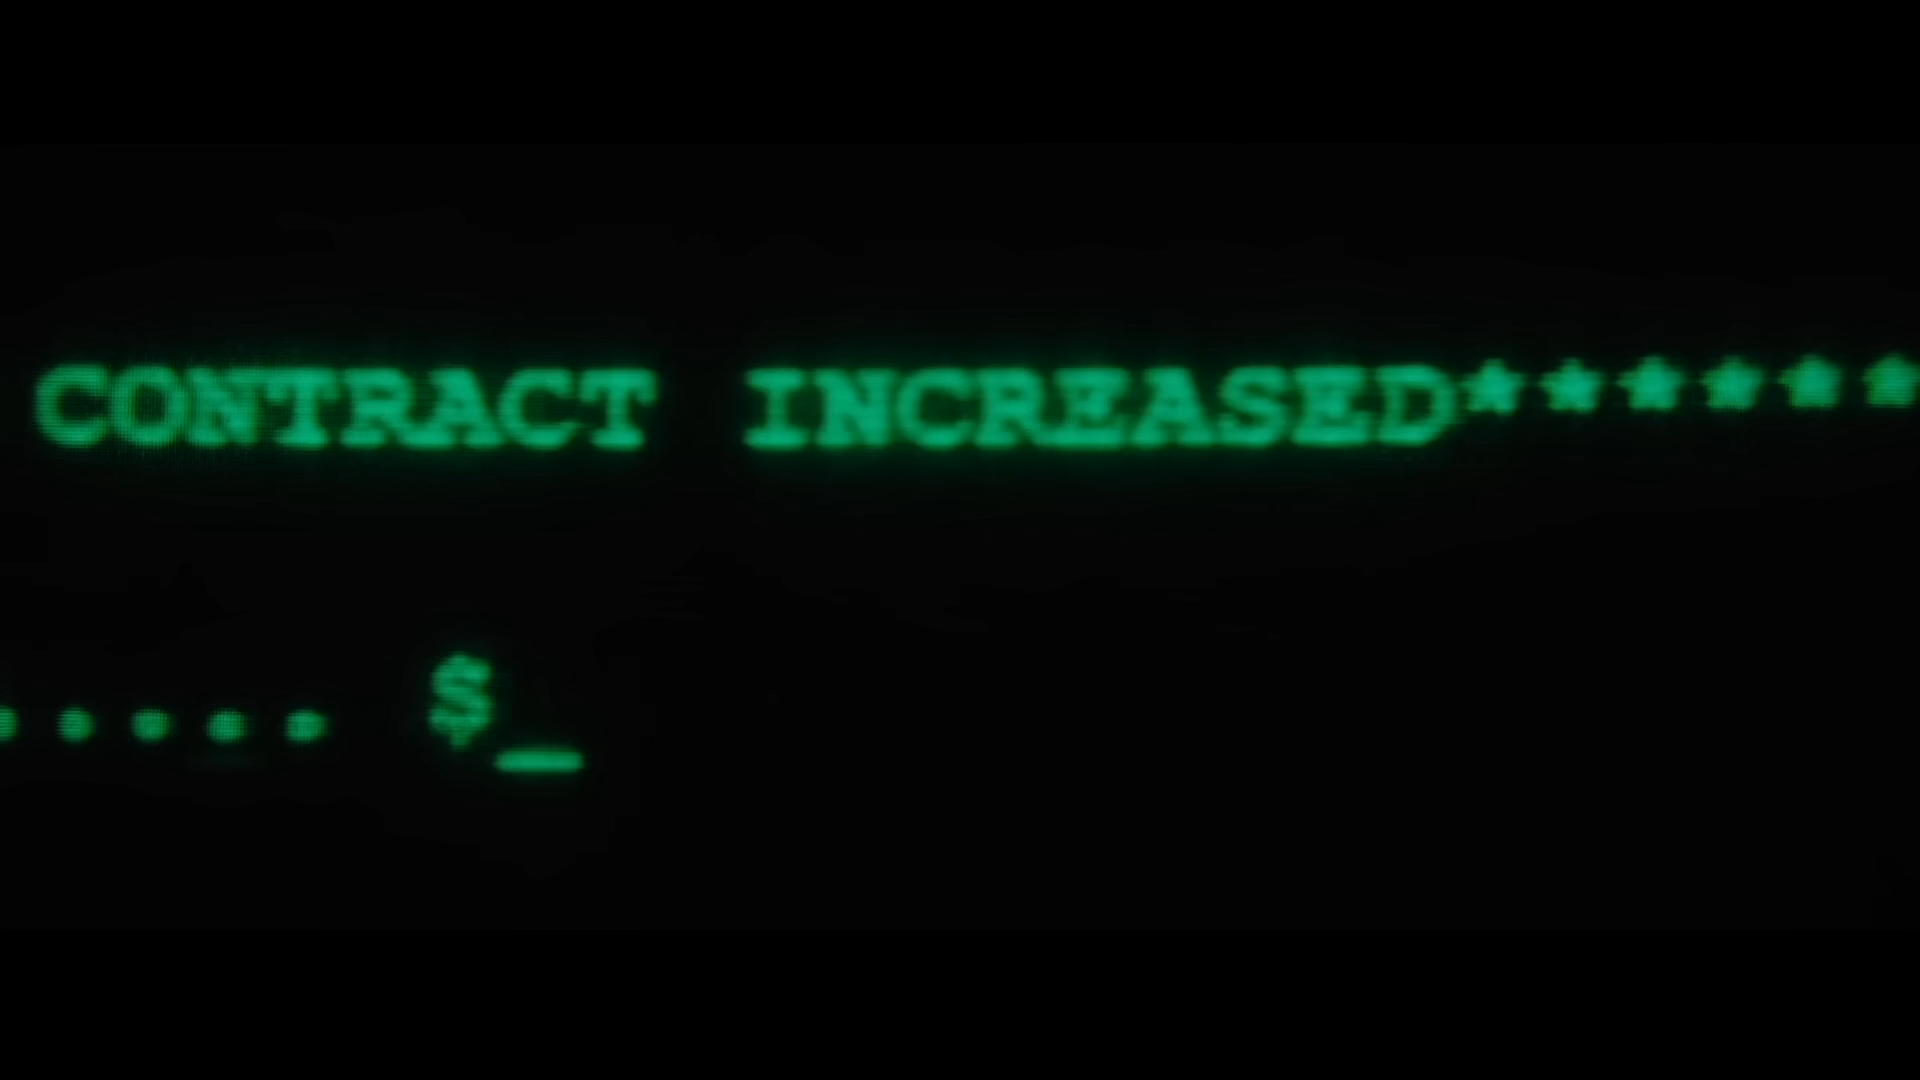 CONTRACT INCREASED******
..... $_